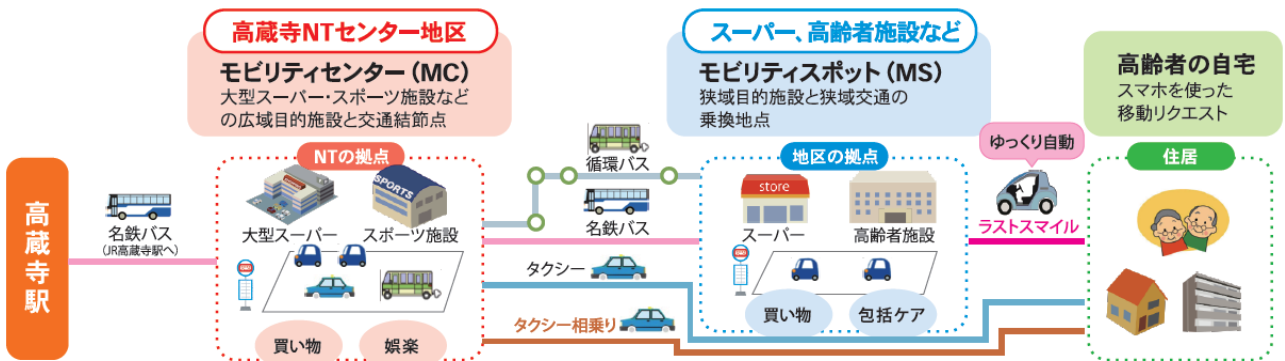 高蔵寺NTセンター地区
モビリティセンター（MC）
大型スーパー・スポーツ施設など
の広域目的施設と交通結節点
スーパー、高齢者施設など
モビリティスポット（MS）
狭域目的施設と狭域交通の
乗換地点
高齢者の自宅
スマホを使った
移動リクエスト
高蔵寺駅
名鉄バス
（JR高蔵寺駅へ）
NTの拠点
SPORTS
大型スーパー
スポーツ施設
買い物
娯楽
循環バス
名鉄バス
タクシー
タクシー相乗り
地区の拠点
store
スーパー
高齢者施設
買い物
包括ケア
ゆっくり自動
ラストスマイル
住居